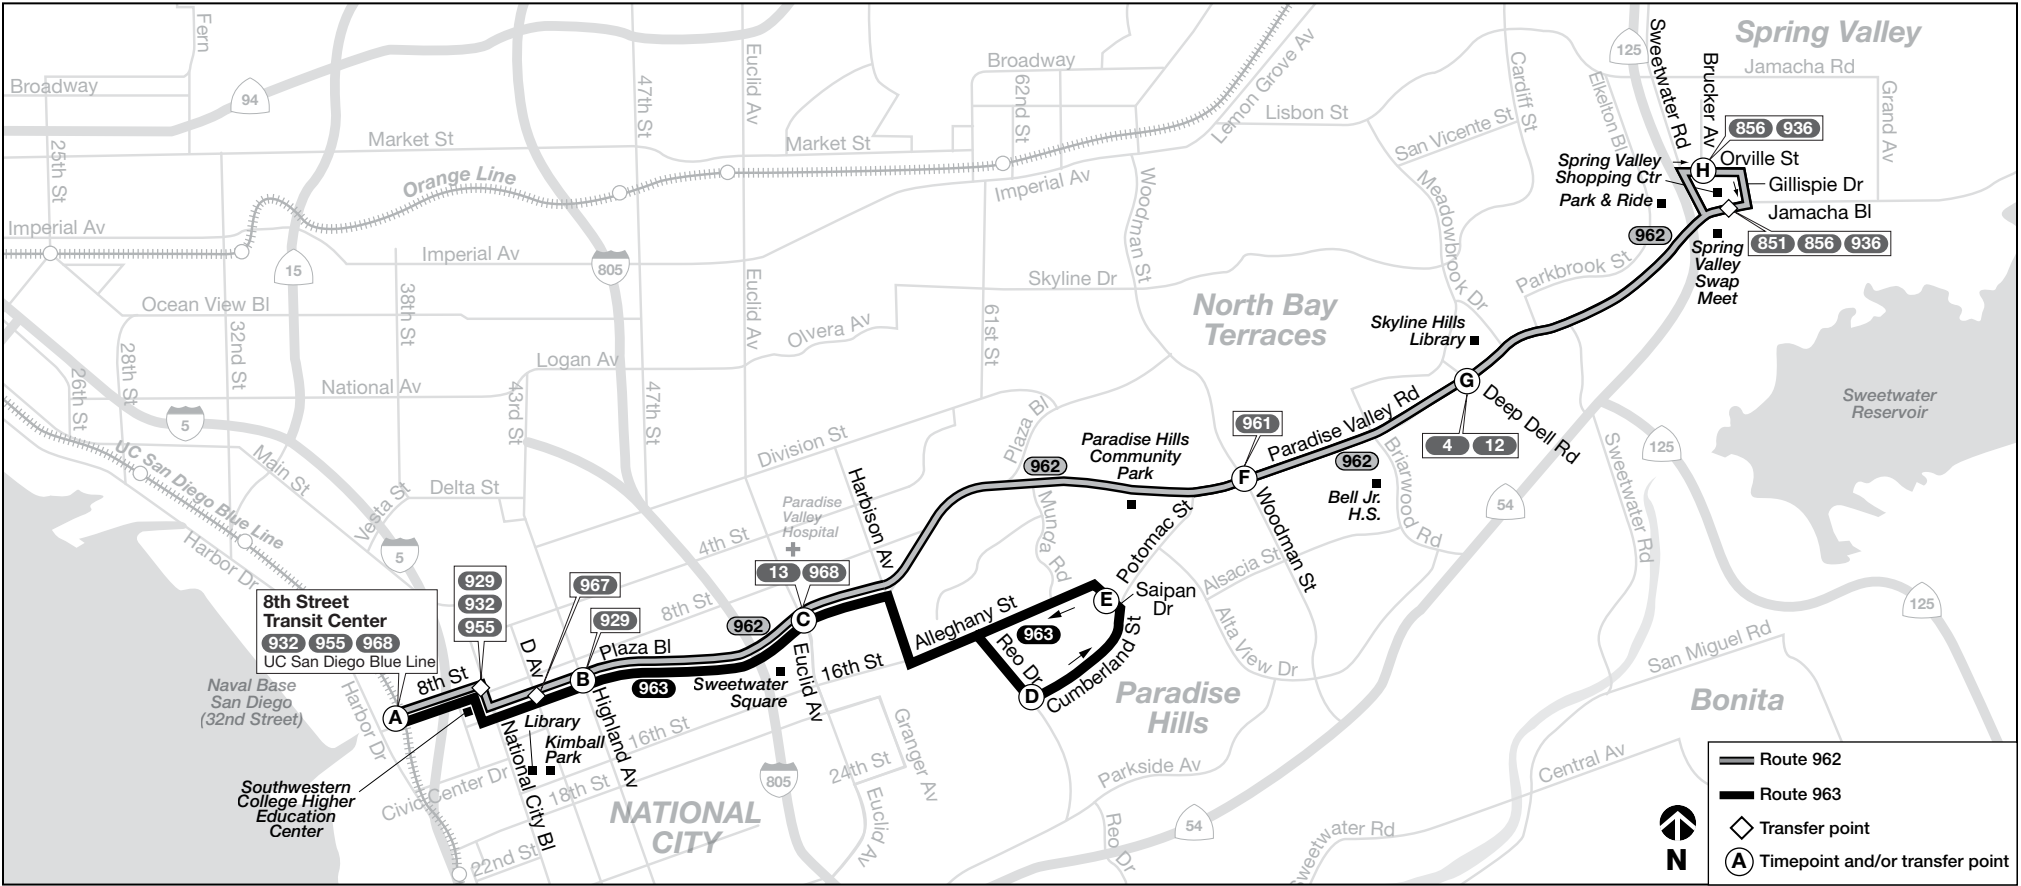 Fern
Broadway
94
25th St
Market St
47th St
Euclid Av
Market St
Broadway
62nd St
Lemon Grove Av
Lisbon St
Cardiff St
San Vicente St
Elkelton Bl
125
Sweetwater Rd
Brucker Av
Spring Valley
Jamacha Rd
Grand Av
856 936
H
Orville St
Gillispie Dr
Jamacha Bl
851 856 936
Spring Valley
Shopping Ctr
Park & Ride
962
Spring
Valley
Swap
Meet
Orange Line
Imperial Av
Imperial Av
Imperial Av
15
805
Woodman St
Meadowbrook Dr
Parkbrook St
Ocean View Bl
38th St
32nd St
28th St
26th St
Euclid Av
Skyline Dr
61st St
Olvera Av
Logan Av
National Av
43rd St
47th St
North Bay
Terraces
Skyline Hills
Library
G
Deep Dell Rd
4 12
Paradise Valley Rd
962
Bell Jr.
H.S.
Briarwood Rd
Sweetwater
Reservoir
125
Sweetwater Rd
54
5
UC San Diego Blue Line
Main St
Vesta St
Delta St
Harbor Dr
5
Division St
Plaza Bl
962
Paradise Hills
Community
Park
961
F
Woodman St
Harbison Av
Paradise
Valley
Hospital
4th St
8th St
13 968
C
Munda Rd
Potomac St
Alsacia St
Alta View Dr
E
Saipan
Dr
Alleghany St
963
Reo Dr
Cumberland St
D
Paradise
Hills
8th Street
Transit Center
932 955 968
UC San Diego Blue Line
929
932
955
967
929
D Av
B
Plaza Bl
962
963
Sweetwater
Square
Euclid Av
16th St
8th St
A
Naval Base
San Diego
(32nd Street)
Harbor Dr
Southwestern
College Higher
Education
Center
Library
Kimball
Park
National City Bl
Highland Av
16th St
18th St
Civic Center Dr
22nd St
NATIONAL
CITY
805
24th St
Granger Av
Euclid Av
Parkside Av
Reo Dr
54
Sweetwater Rd
Central Av
San Miguel Rd
Bonita
125
N
Route 962
Route 963
Transfer point
A Timepoint and/or transfer point